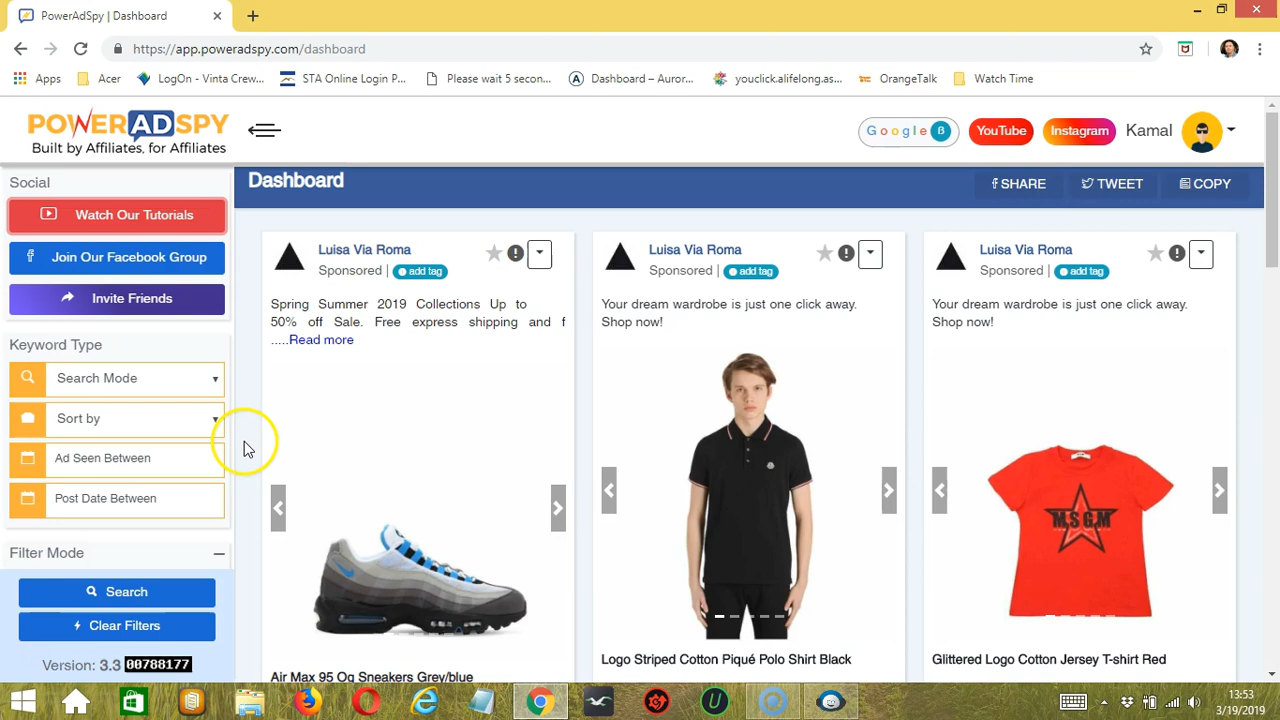 PowerAdSpy | Dashboard
https://app.poweradspy.com/dashboard
Apps
Acer
LogOn - Vinta Crew...
STA Online Login P...
Please wait 5 secon...
Dashboard – Auror...
youclick.alifelong.as...
OrangeTalk
Watch Time
POWERADSPY
Built by Affiliates, for Affiliates
Google B
YouTube
Instagram
Kamal
Social
Watch Our Tutorials
Join Our Facebook Group
Invite Friends
Keyword Type
Search Mode
Sort by
Ad Seen Between
Post Date Between
Filter Mode
Search
Clear Filters
Version: 3.3 00788177
Dashboard
SHARE
TWEET
COPY
Luisa Via Roma
Sponsored | add tag
Spring Summer 2019 Collections Up to
50% off Sale. Free express shipping and f
.....Read more
Air Max 95 Og Sneakers Grey/blue
Luisa Via Roma
Sponsored | add tag
Your dream wardrobe is just one click away.
Shop now!
Logo Striped Cotton Piqué Polo Shirt Black
Luisa Via Roma
Sponsored | add tag
Your dream wardrobe is just one click away.
Shop now!
MSGM
Glittered Logo Cotton Jersey T-shirt Red
13:53
3/19/2019